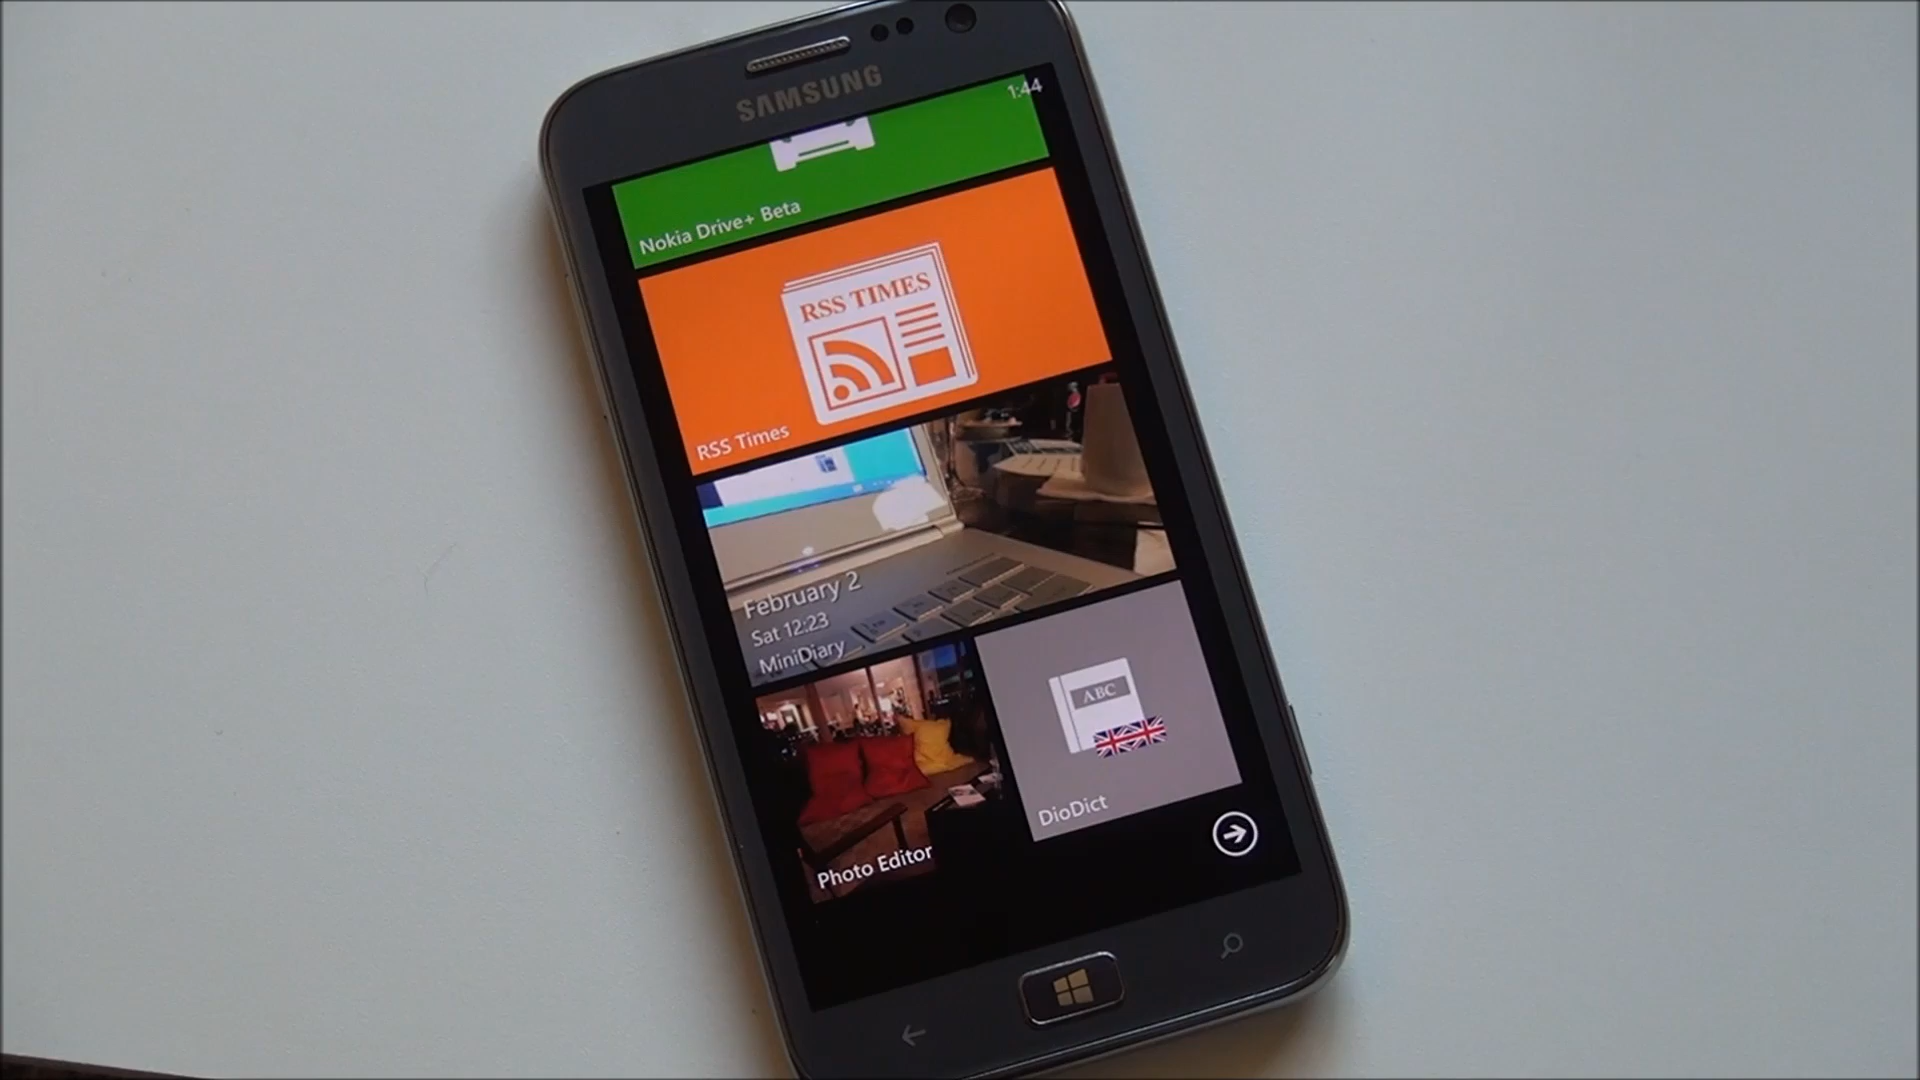 SAMSUNG
1:44
Nokia Drive+ Beta
RSS TIMES
RSS Times
February 2
Sat 12:23
MiniDiary
ABC
DioDict
Photo Editor